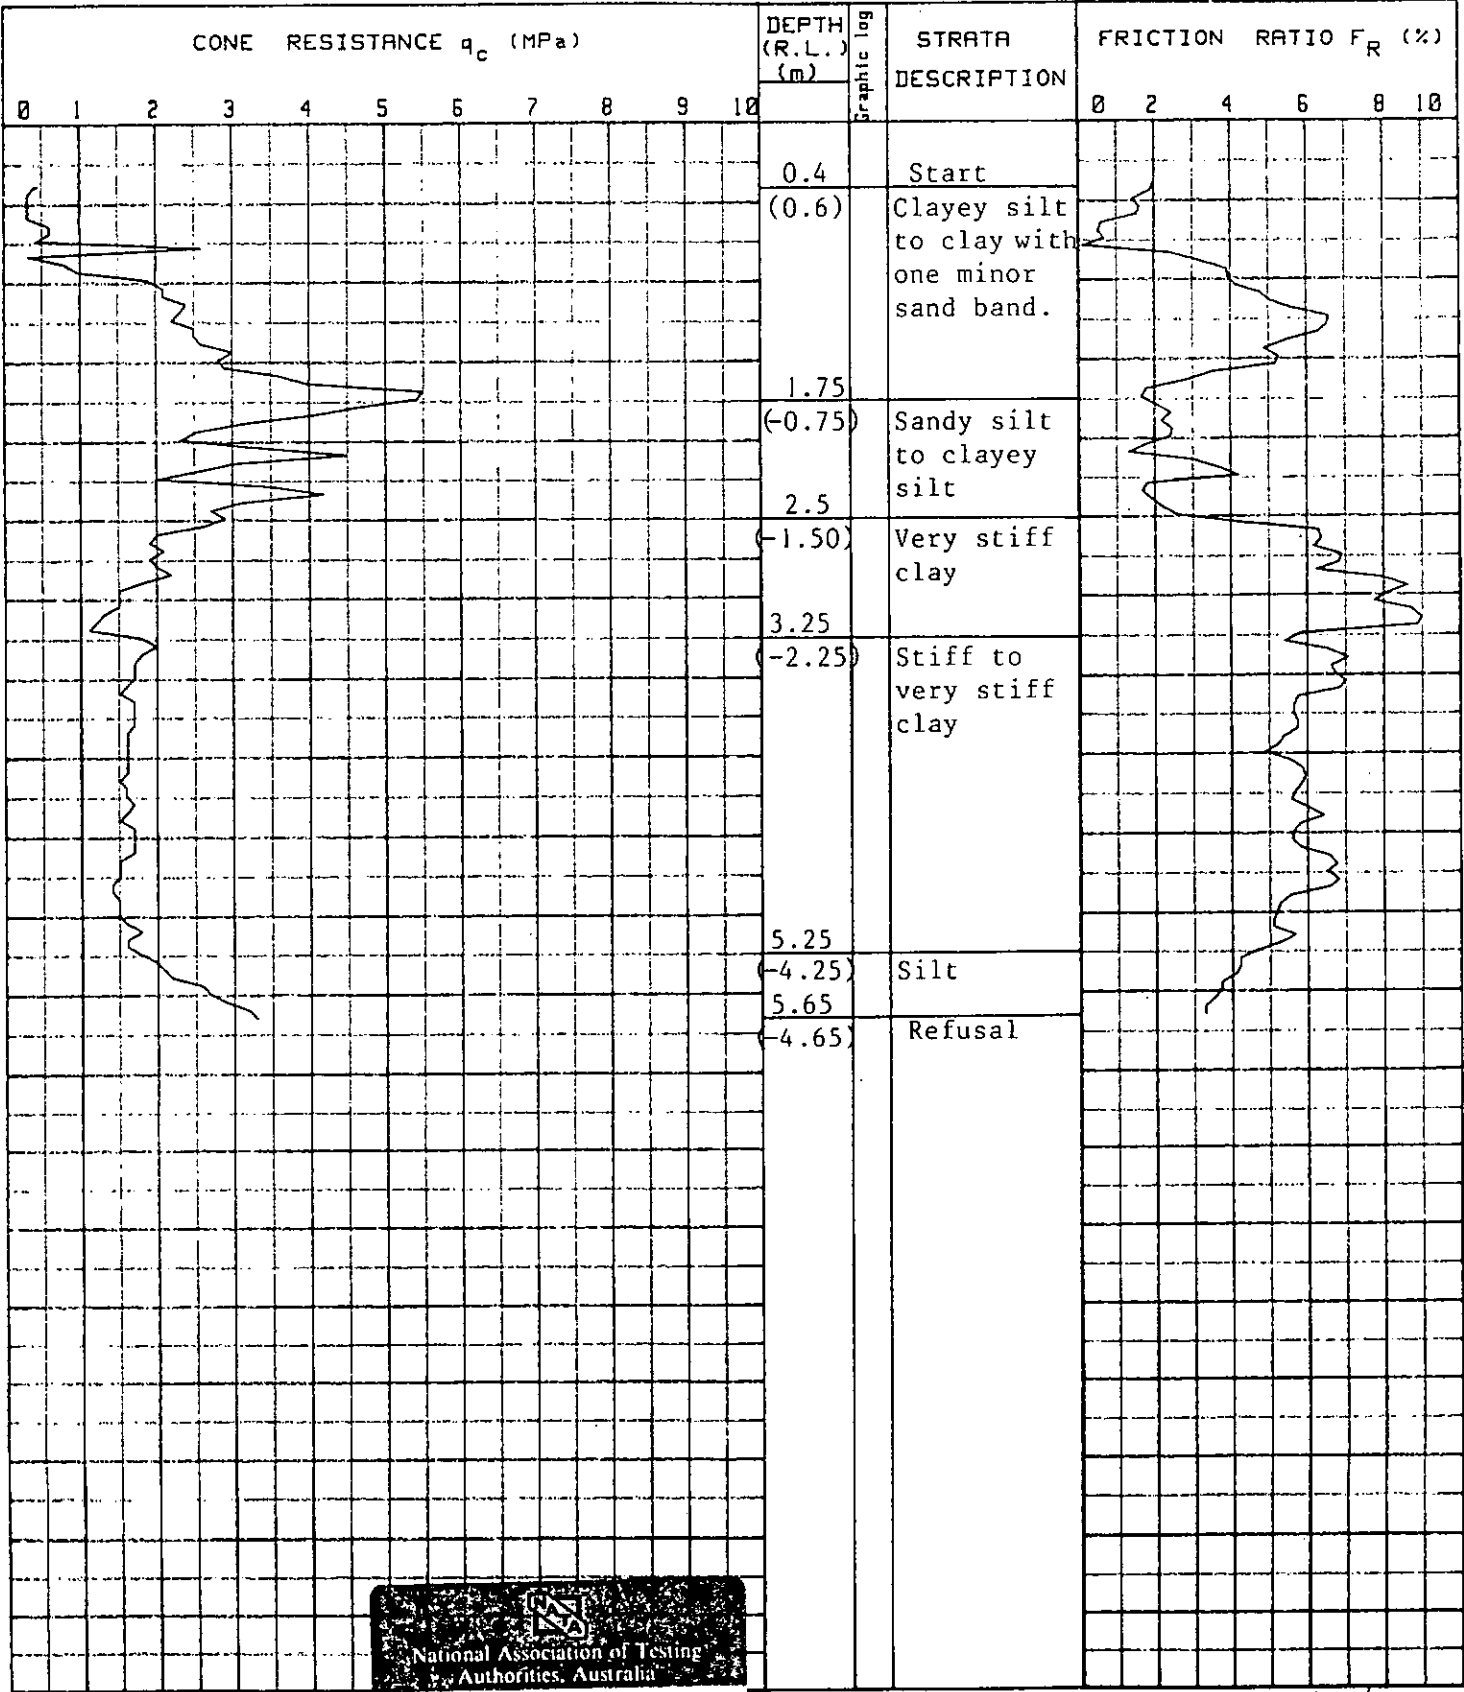 CONE RESISTANCE qc (MPa)
DEPTH
(R.L.)
(m)
Graphic log
STRATA
DESCRIPTION
FRICTION RATIO FR (%)
0 1 2 3 4 5 6 7 8 9 10
0 2 4 6 8 10
0.4 Start
(0.6) Clayey silt
to clay with
one minor
sand band.
1.75
(-0.75) Sandy silt
to clayey
silt
2.5
(-1.50) Very stiff
clay
3.25
(-2.25) Stiff to
very stiff
clay
5.25
(-4.25) Silt
5.65
(-4.65) Refusal
NATA
National Association of Testing
Authorities, Australia